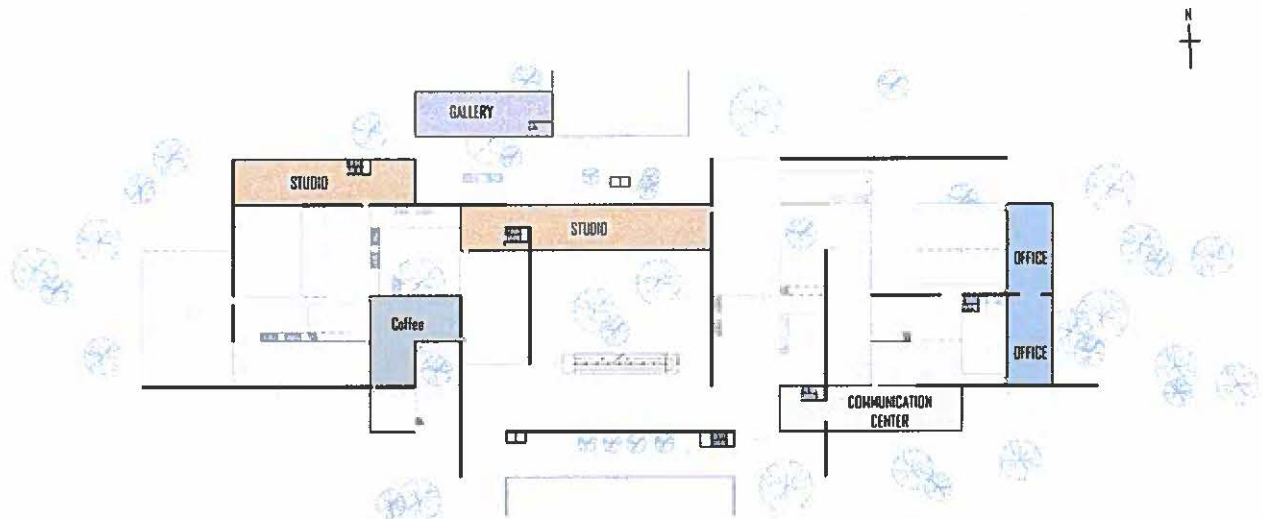 N
GALLERY
STUDIO
STUDIO
OFFICE
Coffee
OFFICE
COMMUNICATION
CENTER